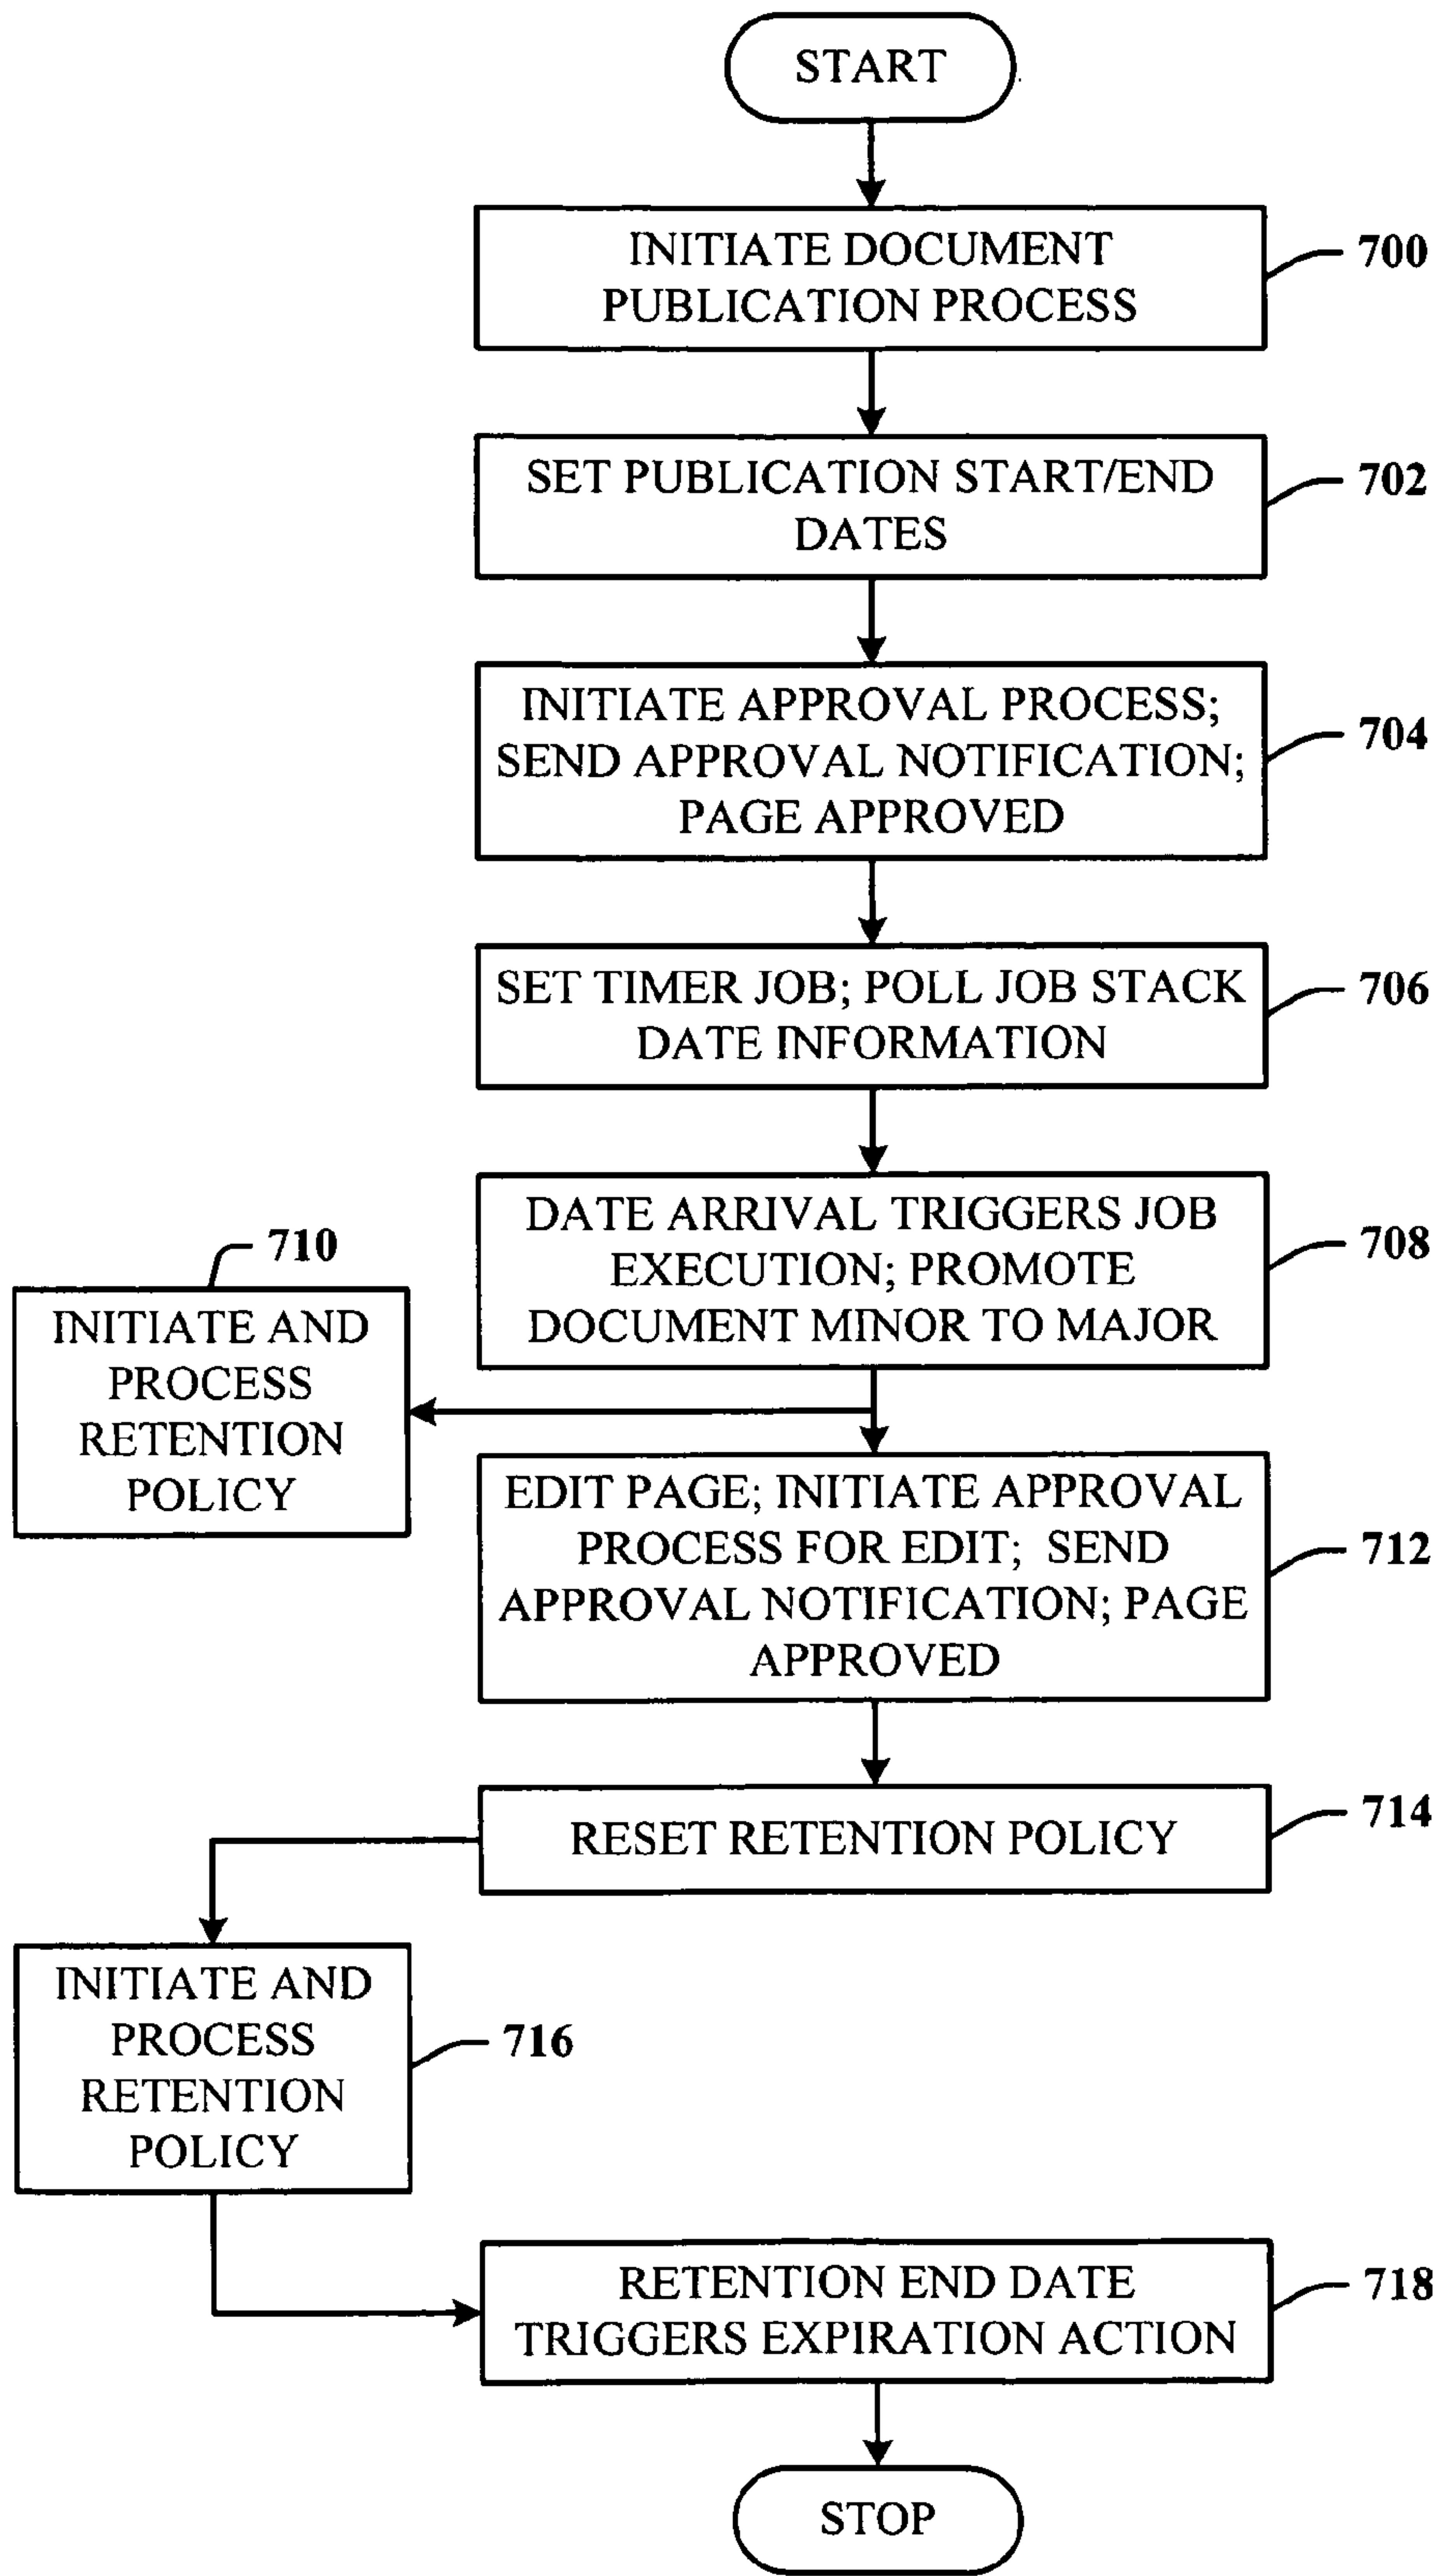 START
INITIATE DOCUMENT
PUBLICATION PROCESS
700
SET PUBLICATION START/END
DATES
702
INITIATE APPROVAL PROCESS;
SEND APPROVAL NOTIFICATION;
PAGE APPROVED
704
SET TIMER JOB; POLL JOB STACK
DATE INFORMATION
706
DATE ARRIVAL TRIGGERS JOB
EXECUTION; PROMOTE
DOCUMENT MINOR TO MAJOR
708
710
INITIATE AND
PROCESS
RETENTION
POLICY
EDIT PAGE; INITIATE APPROVAL
PROCESS FOR EDIT; SEND
APPROVAL NOTIFICATION; PAGE
APPROVED
712
RESET RETENTION POLICY
714
INITIATE AND
PROCESS
RETENTION
POLICY
716
RETENTION END DATE
TRIGGERS EXPIRATION ACTION
718
STOP